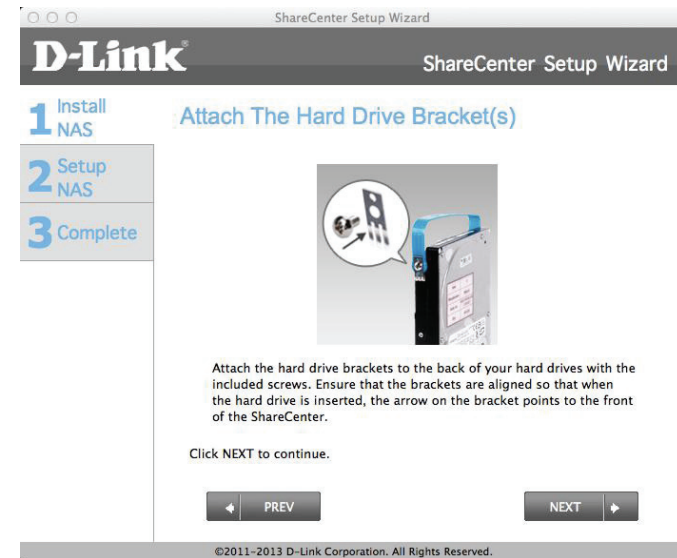 ShareCenter Setup Wizard
D-Link®
ShareCenter Setup Wizard
1 Install
NAS
2 Setup
NAS
3 Complete
Attach The Hard Drive Bracket(s)
Attach the hard drive brackets to the back of your hard drives with the
included screws. Ensure that the brackets are aligned so that when
the hard drive is inserted, the arrow on the bracket points to the front
of the ShareCenter.
Click NEXT to continue.
PREV
NEXT
©2011-2013 D-Link Corporation. All Rights Reserved.